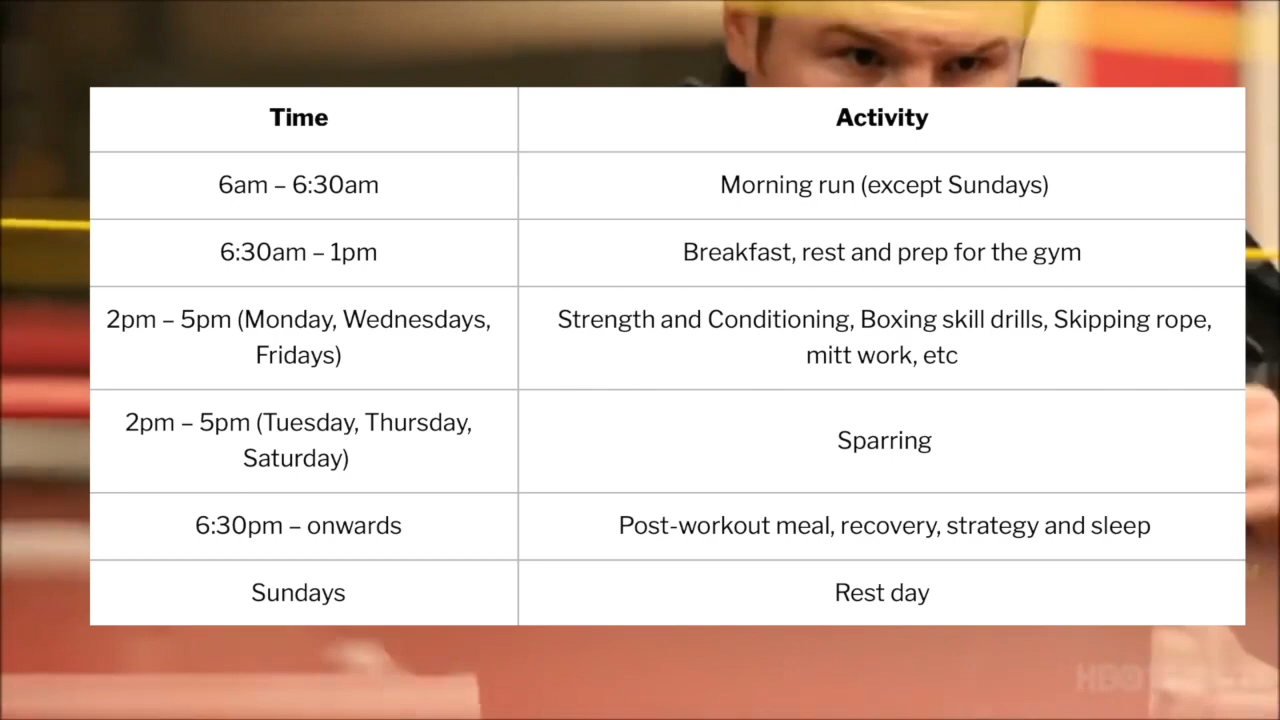 Time
Activity
6am – 6:30am
Morning run (except Sundays)
6:30am – 1pm
Breakfast, rest and prep for the gym
2pm – 5pm (Monday, Wednesdays,
Fridays)
Strength and Conditioning, Boxing skill drills, Skipping rope,
mitt work, etc
2pm – 5pm (Tuesday, Thursday,
Saturday)
Sparring
6:30pm – onwards
Post-workout meal, recovery, strategy and sleep
Sundays
Rest day
HBO